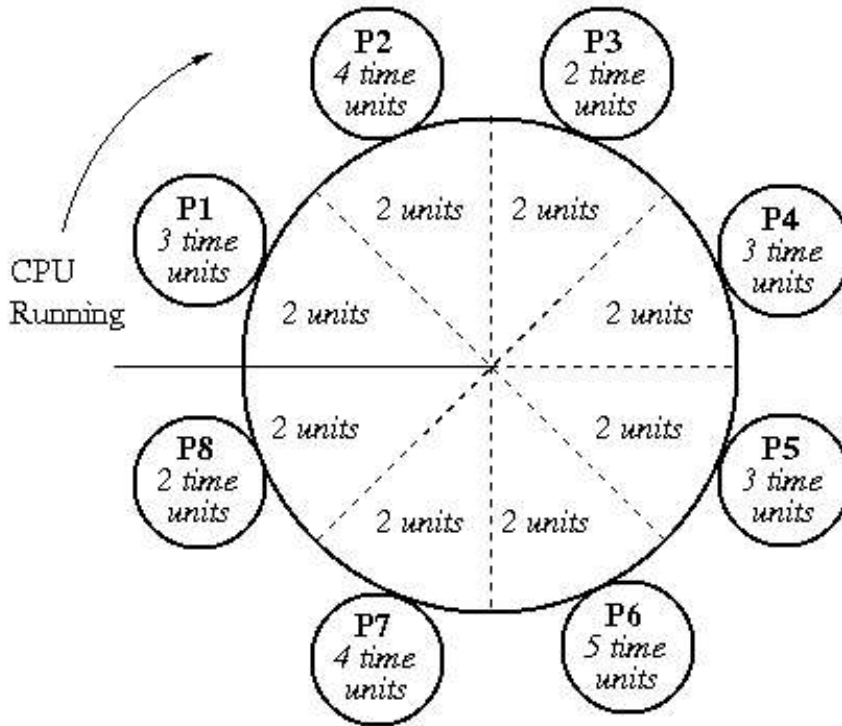 P2
4 time
units
P3
2 time
units
P1
3 time
units
2 units
2 units
P4
3 time
units
CPU
Running
2 units
2 units
P8
2 time
units
2 units
2 units
P5
3 time
units
2 units
2 units
P7
4 time
units
P6
5 time
units